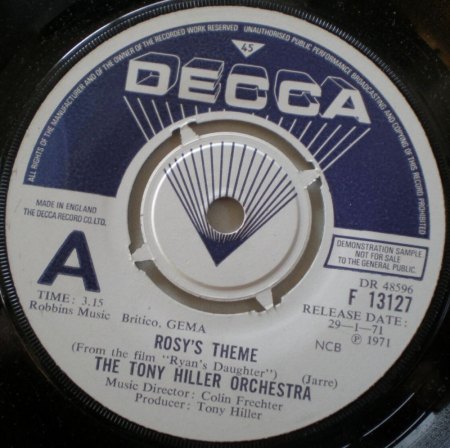 ALL RIGHTS OF THE MANUFACTURER AND OF THE OWNER OF THE RECORDED WORK RESERVED. UNAUTHORISED PUBLIC PERFORMANCE BROADCASTING AND COPYING OF THIS RECORD PROHIBITED
45
DECCA
MADE IN ENGLAND
THE DECCA RECORD CO. LTD.
DEMONSTRATION SAMPLE
NOT FOR SALE
TO THE GENERAL PUBLIC.
A
DR 48596
F 13127
TIME: 3.15
RELEASE DATE:
29-1-71
Robbins Music Britico, GEMA
NCB
℗ 1971
ROSY'S THEME
(From the film "Ryan's Daughter") (Jarre)
THE TONY HILLER ORCHESTRA
Music Director: Colin Frechter
Producer: Tony Hiller